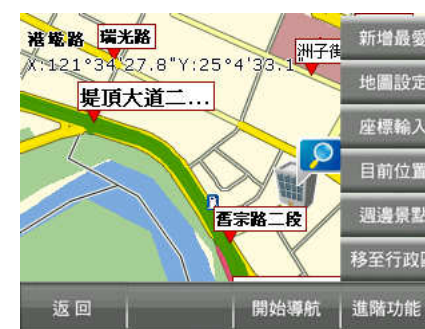 港墘路
瑞光路
洲子街
X:121°34'27.8"Y:25°4'33.1"
堤頂大道二...
舊宗路二段
新增最愛
地圖設定
座標輸入
目前位置
週邊景點
移至行政區
返回
開始導航
進階功能